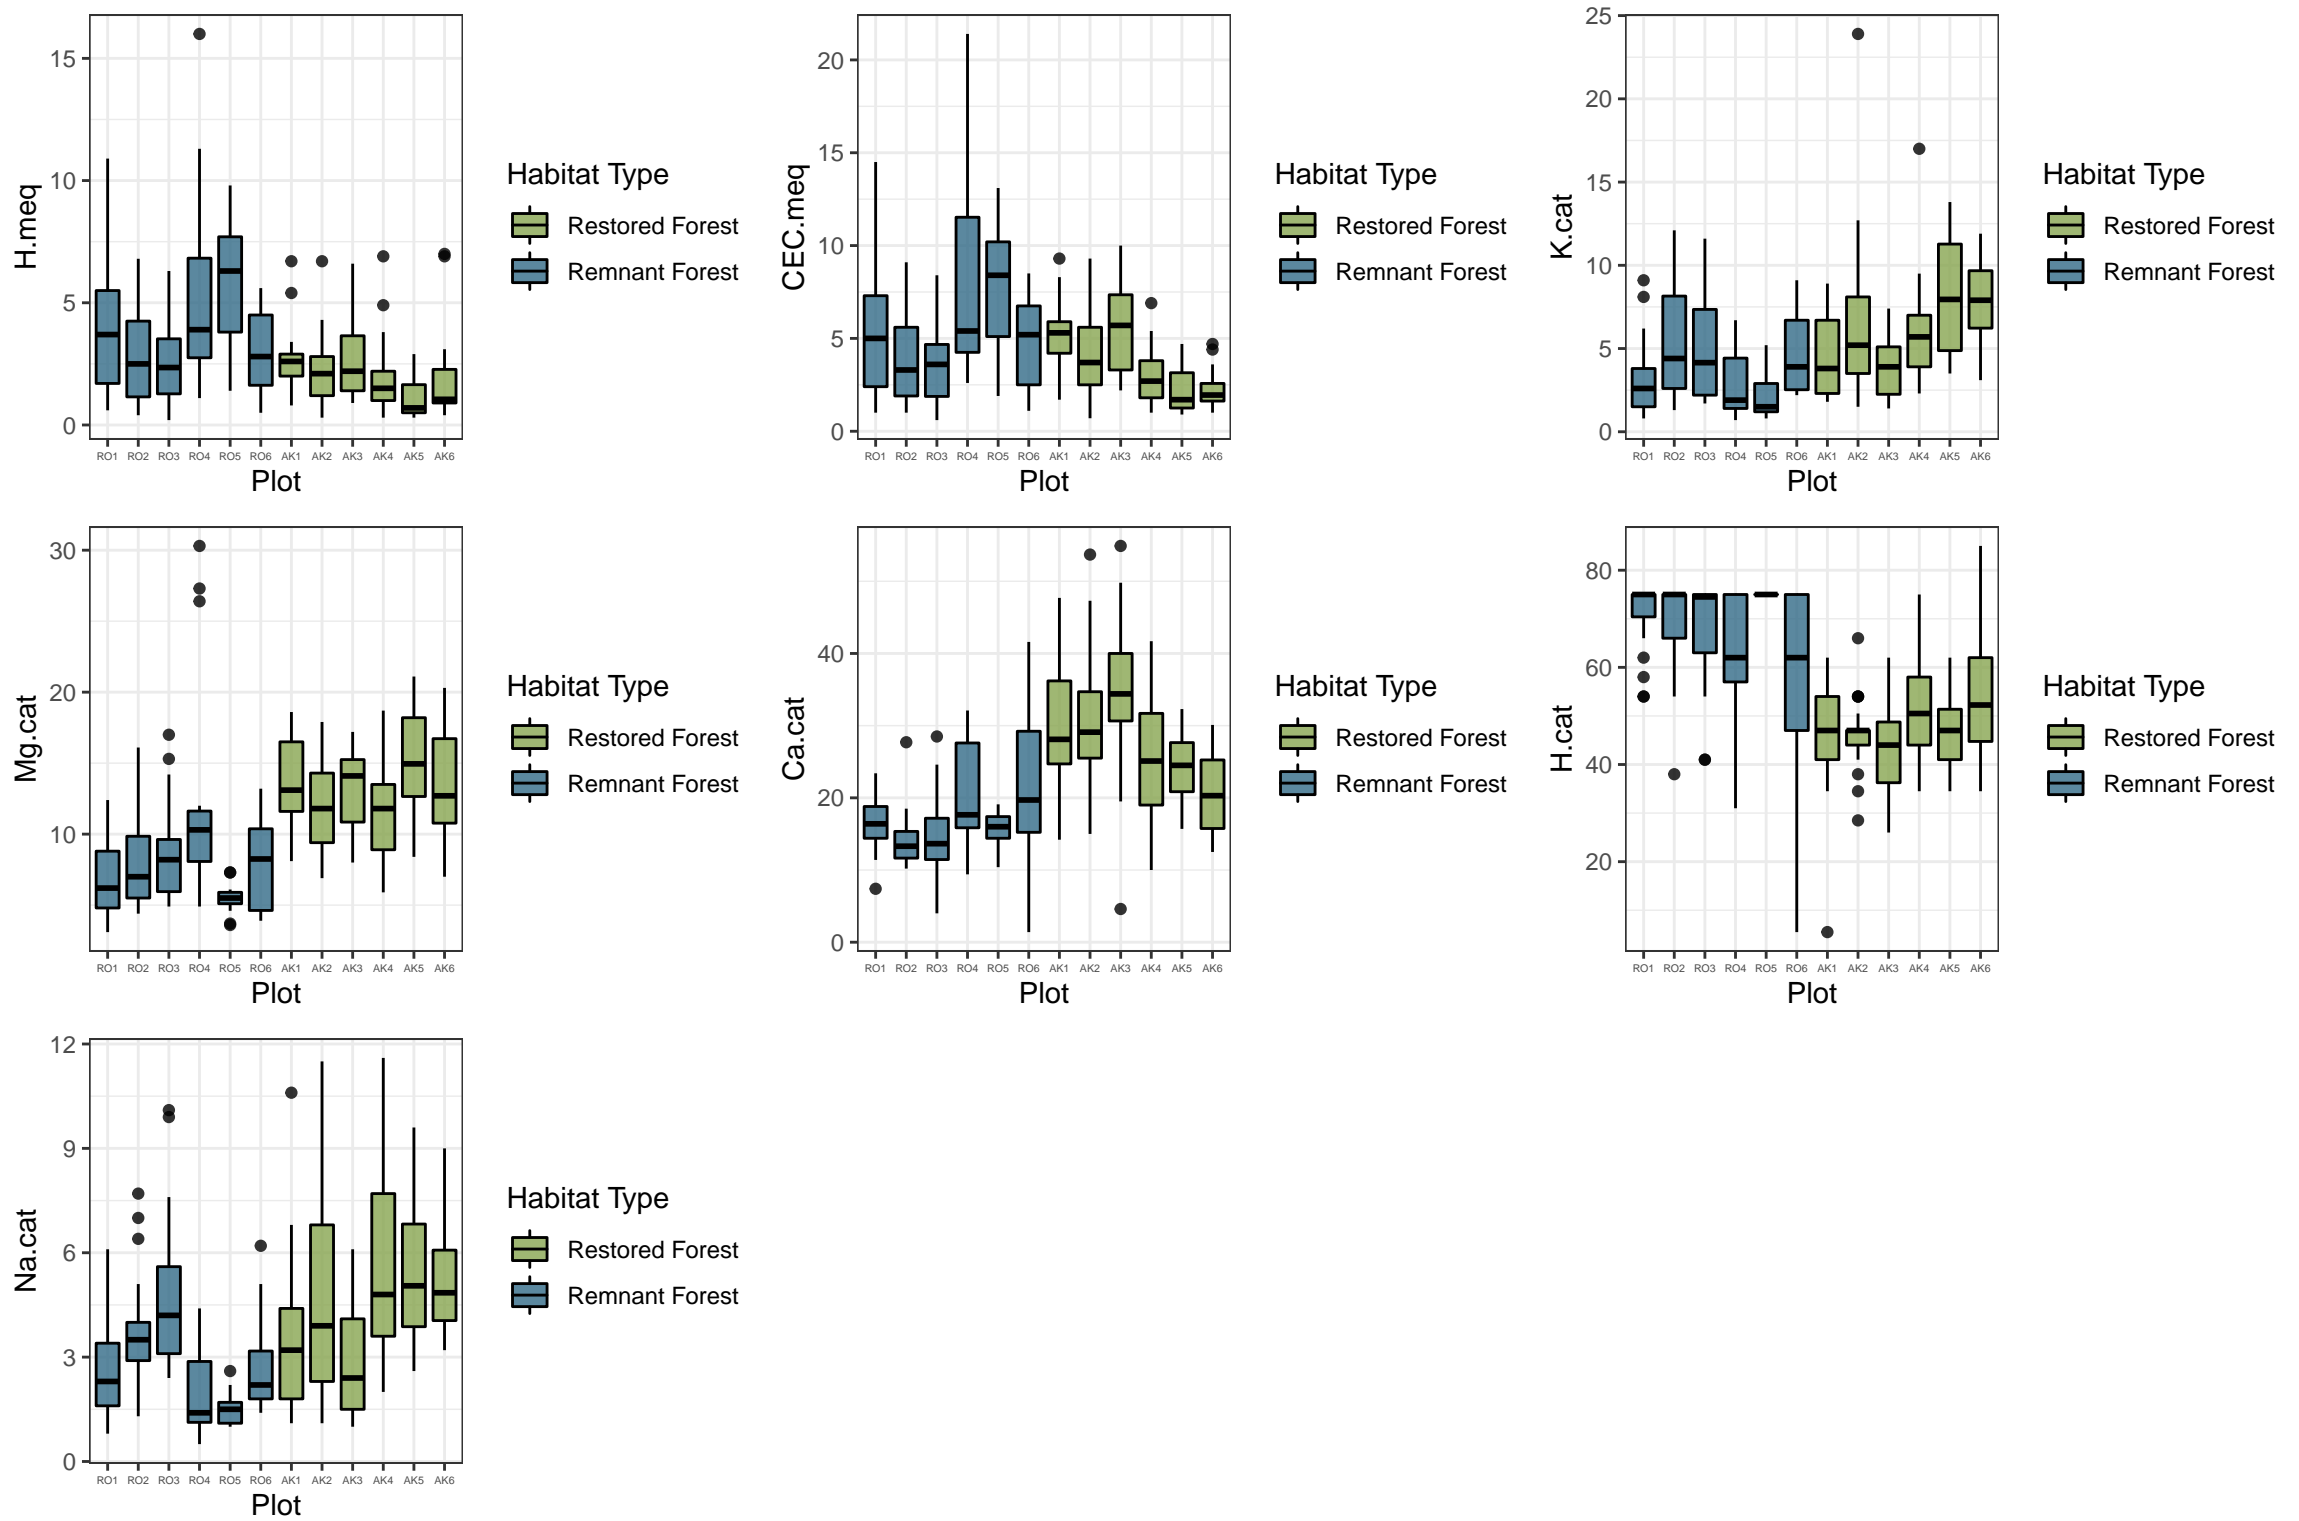 H.meq
15
10
5
0
RO1 RO2 RO3 RO4 RO5 RO6 AK1 AK2 AK3 AK4 AK5 AK6
Plot
Habitat Type
Restored Forest
Remnant Forest
CEC.meq
20
15
10
5
0
RO1 RO2 RO3 RO4 RO5 RO6 AK1 AK2 AK3 AK4 AK5 AK6
Plot
Habitat Type
Restored Forest
Remnant Forest
K.cat
25
20
15
10
5
0
RO1 RO2 RO3 RO4 RO5 RO6 AK1 AK2 AK3 AK4 AK5 AK6
Plot
Habitat Type
Restored Forest
Remnant Forest
Mg.cat
30
20
10
RO1 RO2 RO3 RO4 RO5 RO6 AK1 AK2 AK3 AK4 AK5 AK6
Plot
Habitat Type
Restored Forest
Remnant Forest
Ca.cat
40
20
0
RO1 RO2 RO3 RO4 RO5 RO6 AK1 AK2 AK3 AK4 AK5 AK6
Plot
Habitat Type
Restored Forest
Remnant Forest
H.cat
80
60
40
20
RO1 RO2 RO3 RO4 RO5 RO6 AK1 AK2 AK3 AK4 AK5 AK6
Plot
Habitat Type
Restored Forest
Remnant Forest
Na.cat
12
9
6
3
0
RO1 RO2 RO3 RO4 RO5 RO6 AK1 AK2 AK3 AK4 AK5 AK6
Plot
Habitat Type
Restored Forest
Remnant Forest